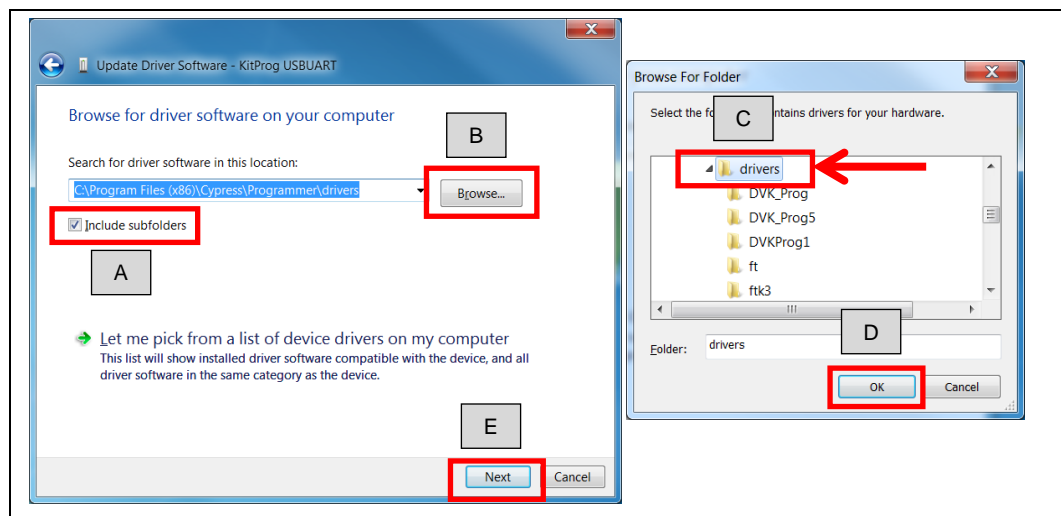 Update Driver Software - KitProg USBUART
Browse for driver software on your computer
B
Search for driver software in this location:
C:\Program Files (x86)\Cypress\Programmer\drivers
Browse...
Include subfolders
A
Let me pick from a list of device drivers on my computer
This list will show installed driver software compatible with the device, and all
driver software in the same category as the device.
E
Next Cancel
Browse For Folder
Select the fo ntains drivers for your hardware.
C
drivers
DVK_Prog
DVK_Prog5
DVKProg1
ft
ftk3
D
Folder: drivers
OK Cancel